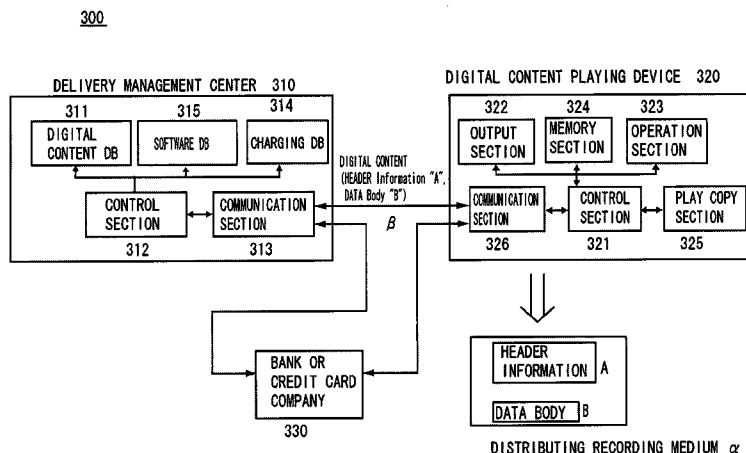 300
DELIVERY MANAGEMENT CENTER 310
311
315
314
DIGITAL
CONTENT DB
SOFTWARE DB
CHARGING DB
CONTROL
SECTION
COMMUNICATION
SECTION
312
313
DIGITAL CONTENT
(HEADER Information "A",
DATA Body "B")
β
DIGITAL CONTENT PLAYING DEVICE 320
322
324
323
OUTPUT
SECTION
MEMORY
SECTION
OPERATION
SECTION
COMMUNICATION
SECTION
CONTROL
SECTION
PLAY COPY
SECTION
326
321
325
BANK OR
CREDIT CARD
COMPANY
330
HEADER
INFORMATION
A
DATA BODY
B
DISTRIBUTING RECORDING MEDIUM α